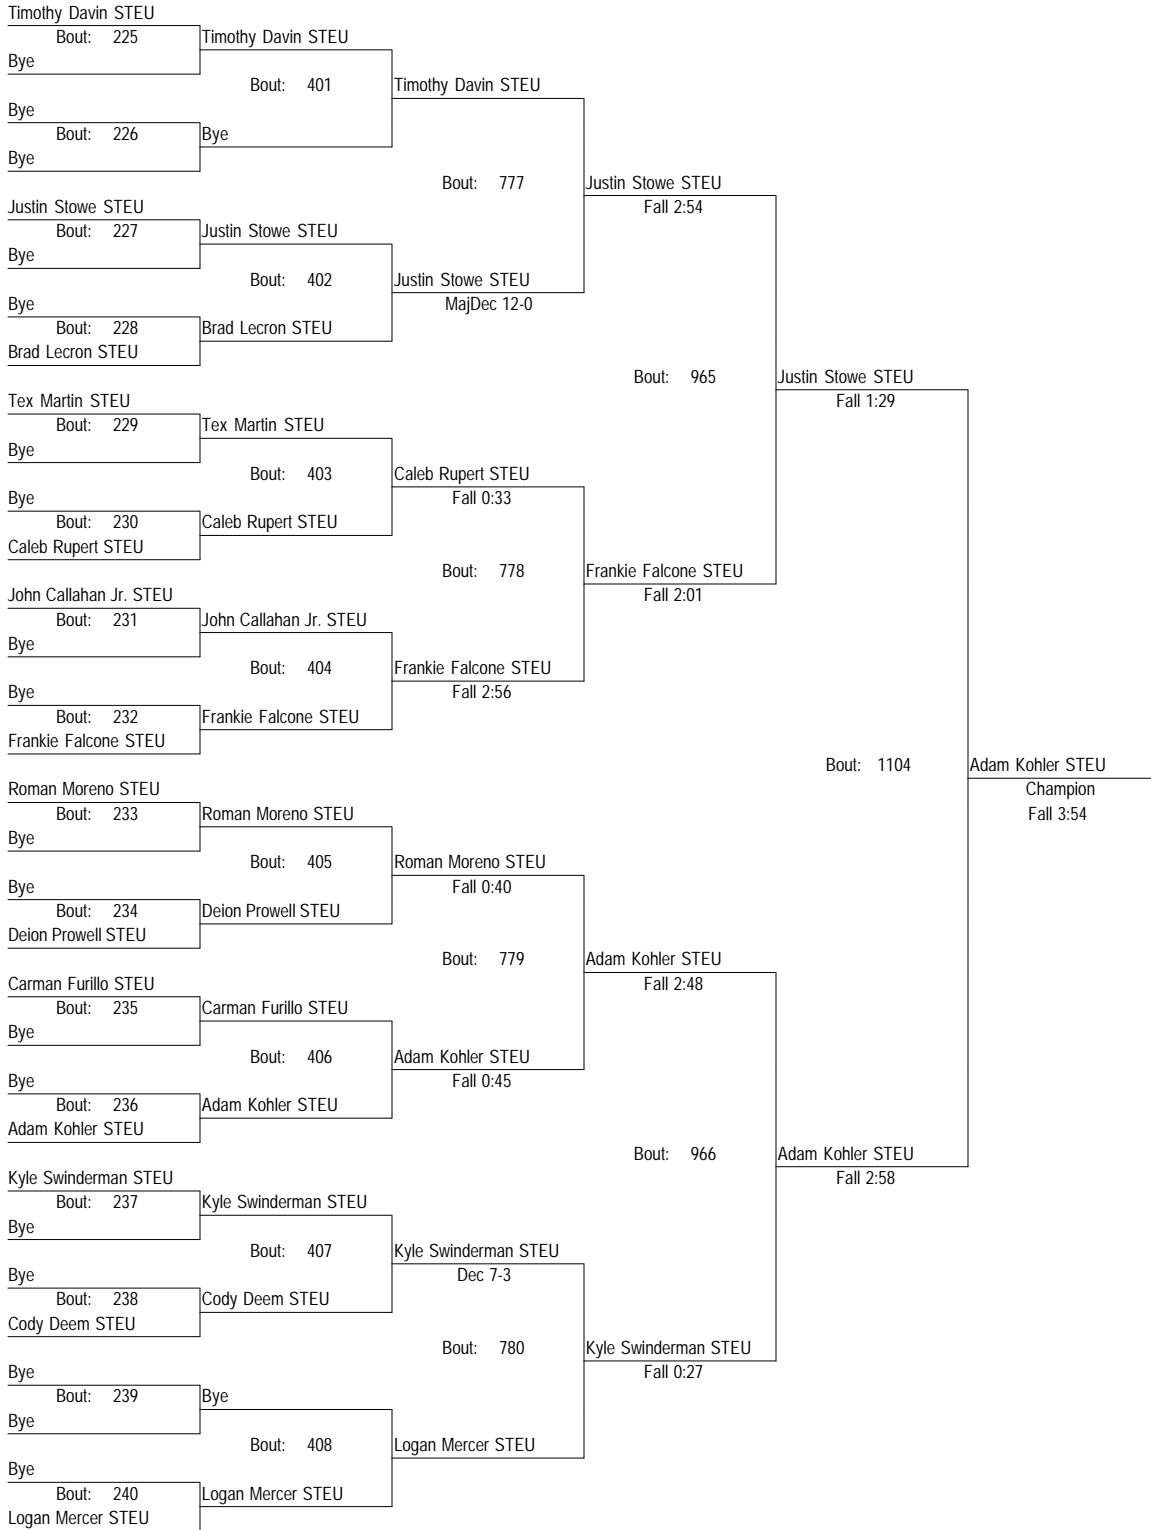 Timothy Davin STEU
Bout: 225
Timothy Davin STEU
Bye
Bout: 401
Timothy Davin STEU
Bye
Bout: 226
Bye
Bye
Bout: 777
Justin Stowe STEU
Fall 2:54
Justin Stowe STEU
Bout: 227
Justin Stowe STEU
Bye
Bout: 402
Justin Stowe STEU
MajDec 12-0
Bye
Bout: 228
Brad Lecron STEU
Brad Lecron STEU
Bout: 965
Justin Stowe STEU
Fall 1:29
Tex Martin STEU
Bout: 229
Tex Martin STEU
Bye
Bout: 403
Caleb Rupert STEU
Fall 0:33
Bye
Bout: 230
Caleb Rupert STEU
Caleb Rupert STEU
Bout: 778
Frankie Falcone STEU
Fall 2:01
John Callahan Jr. STEU
Bout: 231
John Callahan Jr. STEU
Bye
Bout: 404
Frankie Falcone STEU
Fall 2:56
Bye
Bout: 232
Frankie Falcone STEU
Frankie Falcone STEU
Bout: 1104
Adam Kohler STEU
Champion
Fall 3:54
Roman Moreno STEU
Bout: 233
Roman Moreno STEU
Bye
Bout: 405
Roman Moreno STEU
Fall 0:40
Bye
Bout: 234
Deion Prowell STEU
Deion Prowell STEU
Bout: 779
Adam Kohler STEU
Fall 2:48
Carman Furillo STEU
Bout: 235
Carman Furillo STEU
Bye
Bout: 406
Adam Kohler STEU
Fall 0:45
Bye
Bout: 236
Adam Kohler STEU
Adam Kohler STEU
Bout: 966
Adam Kohler STEU
Fall 2:58
Kyle Swinderman STEU
Bout: 237
Kyle Swinderman STEU
Bye
Bout: 407
Kyle Swinderman STEU
Dec 7-3
Bye
Bout: 238
Cody Deem STEU
Cody Deem STEU
Bout: 780
Kyle Swinderman STEU
Fall 0:27
Bye
Bout: 239
Bye
Bye
Bout: 408
Logan Mercer STEU
Bye
Bout: 240
Logan Mercer STEU
Logan Mercer STEU